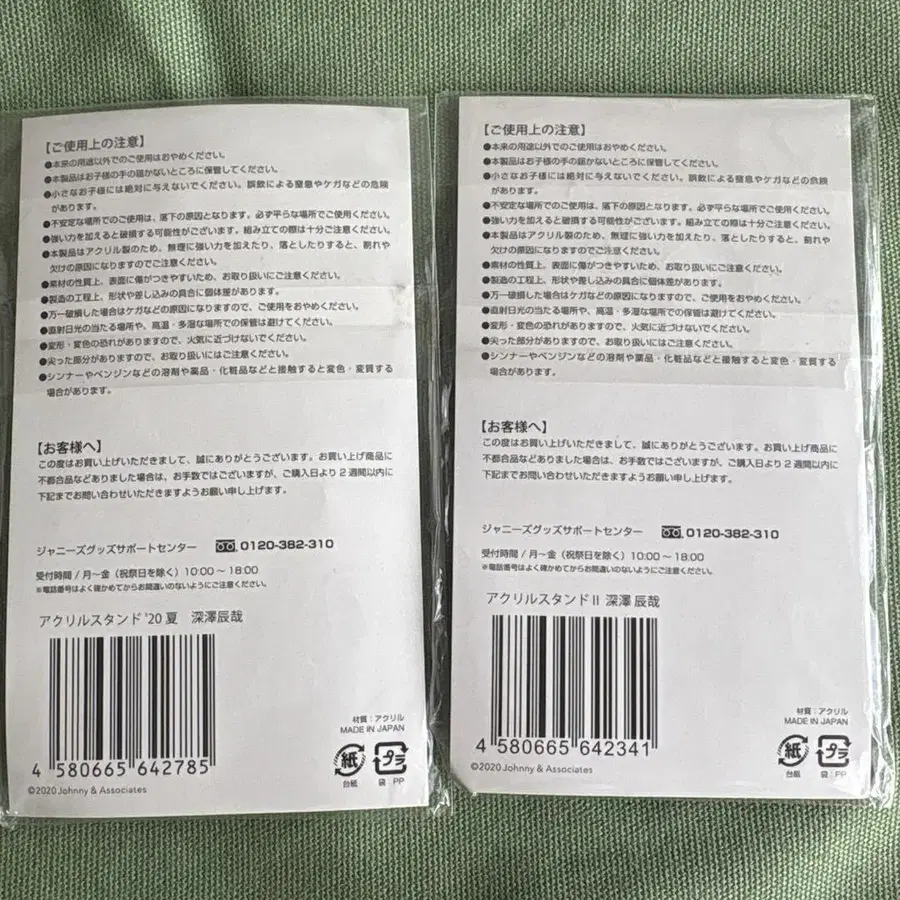 【ご使用上の注意】
●本来の用途以外でのご使用はおやめください。
●本製品はお子様の手の届かないところに保管してください。
●小さなお子様には絶対に与えないでください。誤飲による窒息やケガなどの危険
があります。
●不安定な場所でのご使用は、落下の原因となります。必ず平らな場所でご使用ください。
●強い力を加えると破損する可能性がございます。組み立ての際は十分ご注意ください。
●本製品はアクリル製のため、無理に強い力を加えたり、落としたりすると、割れや
欠けの原因になりますのでご注意ください。
●素材の性質上、表面に傷がつきやすいため、お取り扱いにご注意ください。
●製造の工程上、形状や差し込みの具合に個体差があります。
●万一破損した場合はケガなどの原因になりますので、ご使用をおやめください。
●直射日光の当たる場所や、高温・多湿な場所での保管は避けてください。
●変形・変色の恐れがありますので、火気に近づけないでください。
●尖った部分がありますので、お取り扱いにはご注意ください。
●シンナーやベンジンなどの溶剤や薬品・化粧品などと接触すると変色・変質する
場合があります。
【お客様へ】
この度はお買い上げいただきまして、誠にありがとうございます。お買い上げ商品に
不都合品などありました場合は、お手数ではございますが、ご購入日より2週間以内に
下記までお問い合わせいただきますようお願い申し上げます。
ジャニーズグッズサポートセンター 0120-382-310
受付時間/月〜金(祝祭日を除く)10:00〜18:00
※電話番号はよく確かめてからお間違いのないようにご注意ください。
アクリルスタンド '20 夏 深澤辰哉
4 580665 642785
材質:アクリル
MADE IN JAPAN
紙 プラ
台紙 袋:PP
©2020 Johnny & Associates
【ご使用上の注意】
●本来の用途以外でのご使用はおやめください。
●本製品はお子様の手の届かないところに保管してください。
●小さなお子様には絶対に与えないでください。誤飲による窒息やケガなどの危険
があります。
●不安定な場所でのご使用は、落下の原因となります。必ず平らな場所でご使用ください。
●強い力を加えると破損する可能性がございます。組み立ての際は十分ご注意ください。
●本製品はアクリル製のため、無理に強い力を加えたり、落としたりすると、割れや
欠けの原因になりますのでご注意ください。
●素材の性質上、表面に傷がつきやすいため、お取り扱いにご注意ください。
●製造の工程上、形状や差し込みの具合に個体差があります。
●万一破損した場合はケガなどの原因になりますので、ご使用をおやめください。
●直射日光の当たる場所や、高温・多湿な場所での保管は避けてください。
●変形・変色の恐れがありますので、火気に近づけないでください。
●尖った部分がありますので、お取り扱いにはご注意ください。
●シンナーやベンジンなどの溶剤や薬品・化粧品などと接触すると変色・変質する
場合があります。
【お客様へ】
この度はお買い上げいただきまして、誠にありがとうございます。お買い上げ商品に
不都合品などありました場合は、お手数ではございますが、ご購入日より2週間以内に
下記までお問い合わせいただきますようお願い申し上げます。
ジャニーズグッズサポートセンター 0120-382-310
受付時間/月〜金(祝祭日を除く)10:00〜18:00
※電話番号はよく確かめてからお間違いのないようにご注意ください。
アクリルスタンドII 深澤 辰哉
4 580665 642341
材質:アクリル
MADE IN JAPAN
紙 プラ
台紙 袋:PP
©2020 Johnny & Associates